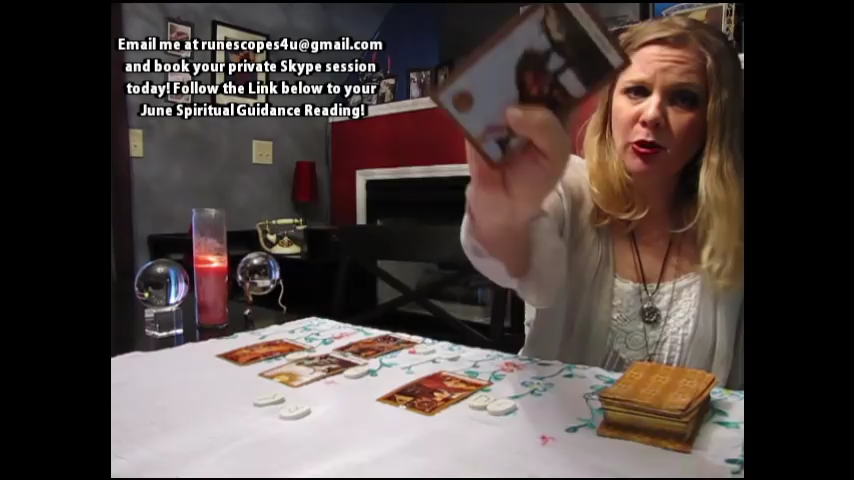 Email me at runescopes4u@gmail.com
and book your private Skype session
today! Follow the Link below to your
June Spiritual Guidance Reading!